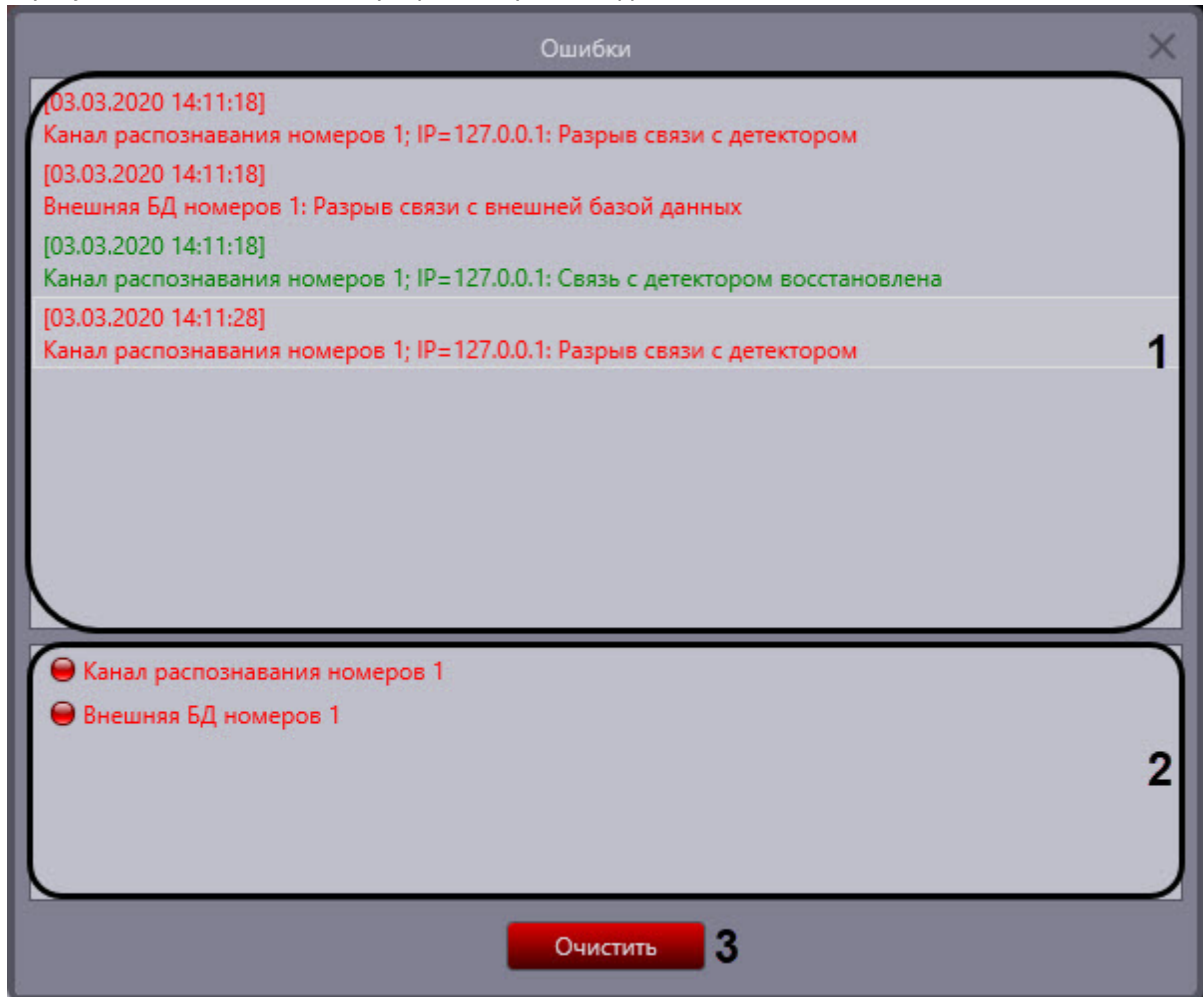 Ошибки
[03.03.2020 14:11:18]
Канал распознавания номеров 1; IP=127.0.0.1: Разрыв связи с детектором
[03.03.2020 14:11:18]
Внешняя БД номеров 1: Разрыв связи с внешней базой данных
[03.03.2020 14:11:18]
Канал распознавания номеров 1; IP=127.0.0.1: Связь с детектором восстановлена
[03.03.2020 14:11:28]
Канал распознавания номеров 1; IP=127.0.0.1: Разрыв связи с детектором
1
Канал распознавания номеров 1
Внешняя БД номеров 1
2
Очистить 3